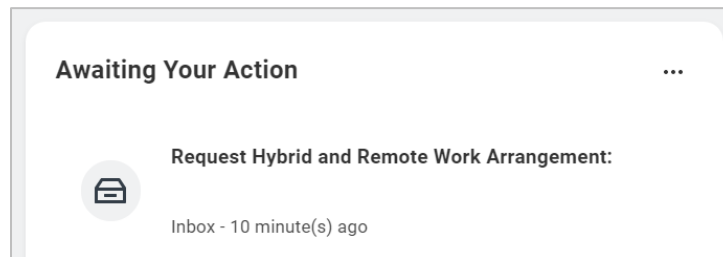 Awaiting Your Action
Request Hybrid and Remote Work Arrangement:
Inbox - 10 minute(s) ago